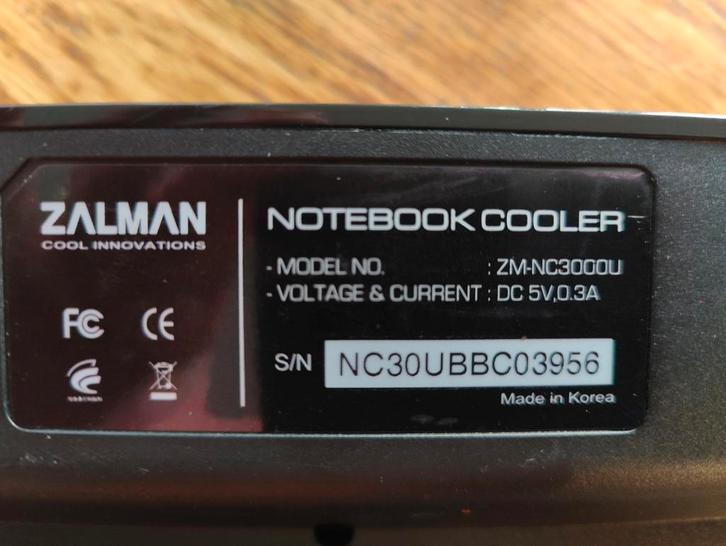 ZALMAN
COOL INNOVATIONS
FC CE
NOTEBOOK COOLER
- MODEL NO. : ZM-NC3000U
- VOLTAGE & CURRENT : DC 5V,0.3A
S/N NC30UBBC03956
Made in Korea